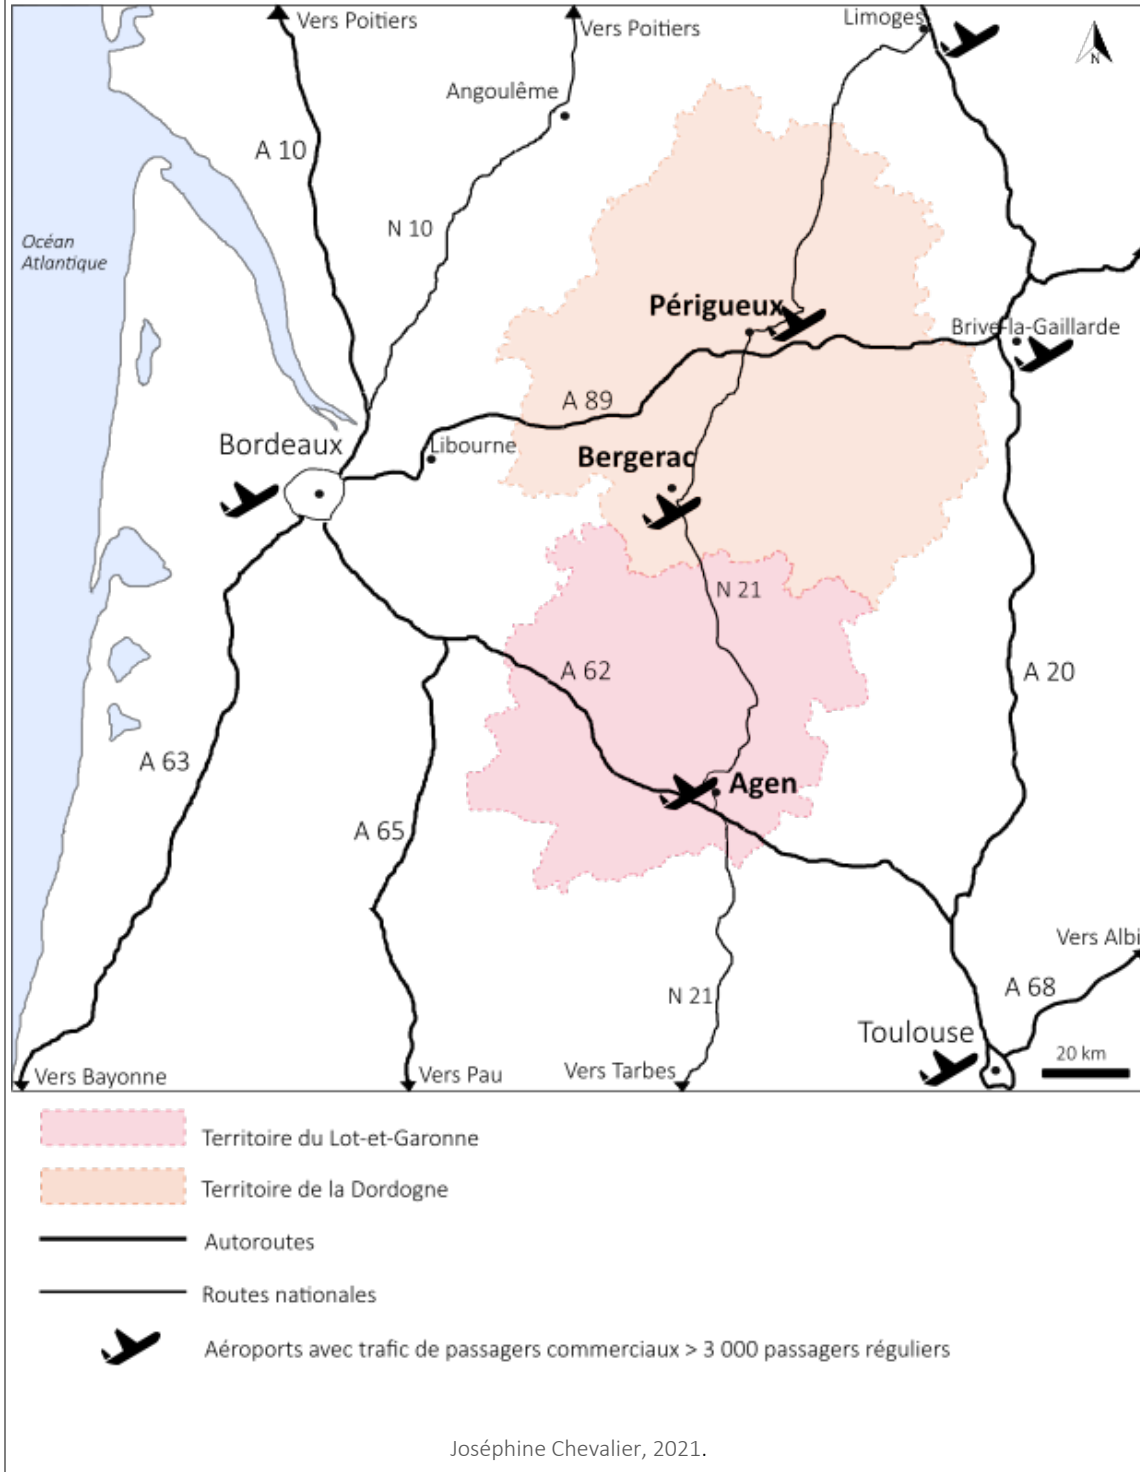 Vers Poitiers
Vers Poitiers
Limoges
N
Angoulême
A 10
N 10
Océan
Atlantique
Périgueux
Brive-la-Gaillarde
A 89
Bordeaux
Libourne
Bergerac
N 21
A 62
A 20
A 63
Agen
A 65
Vers Albi
N 21
A 68
Toulouse
20 km
Vers Bayonne
Vers Pau
Vers Tarbes
Territoire du Lot-et-Garonne
Territoire de la Dordogne
Autoroutes
Routes nationales
Aéroports avec trafic de passagers commerciaux > 3 000 passagers réguliers
Joséphine Chevalier, 2021.